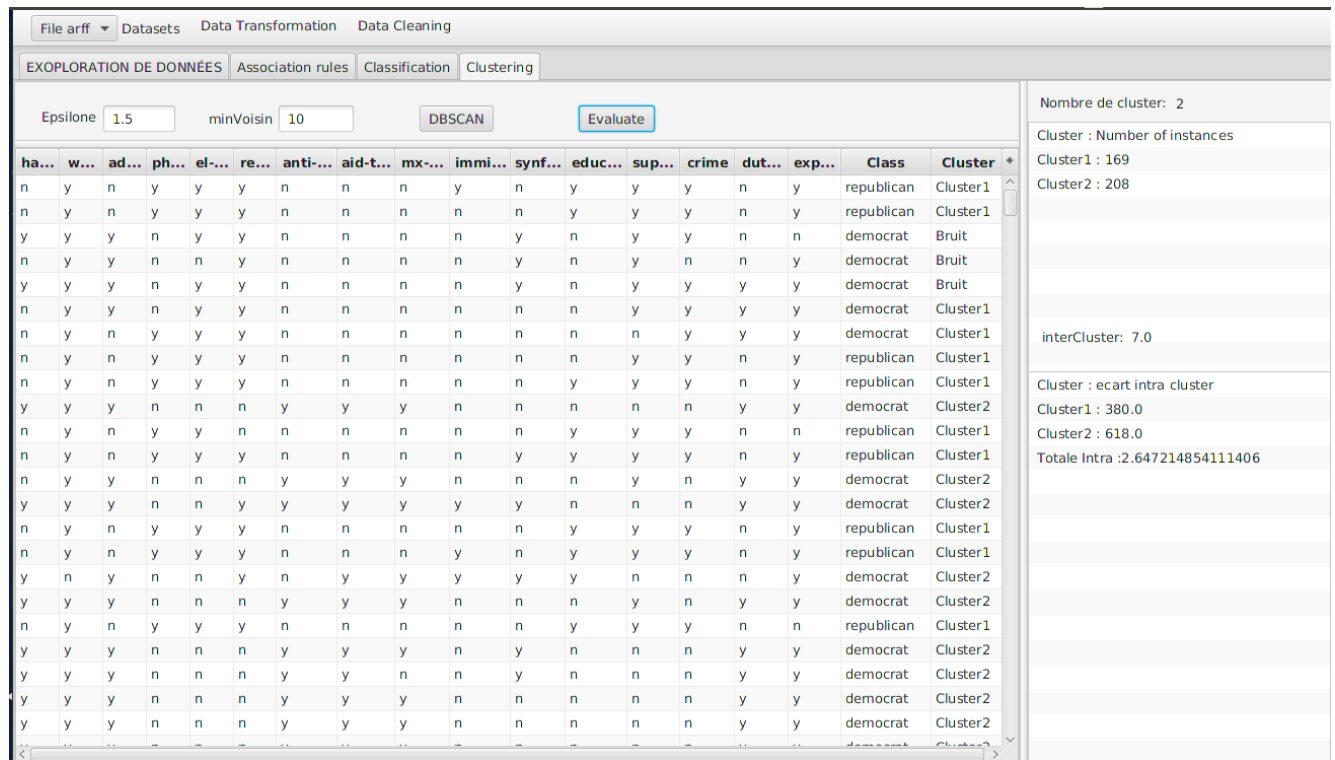 File arff Datasets Data Transformation Data Cleaning
EXOPLORATION DE DONNÉES Association rules Classification Clustering
Epsilone 1.5 minVoisin 10 DBSCAN Evaluate
ha... w... ad... ph... el-... re... anti-... aid-t... mx-... immi... synf... educ... sup... crime dut... exp... Class Cluster +
n y n y y y n n n y n y y y n y republican Cluster1
n y n y y y n n n n n y y y n y republican Cluster1
y y y n y y n n n n y n y y n n democrat Bruit
n y y n n y n n n n y n y n n y democrat Bruit
y y y n y y n n n n y n y y y y democrat Bruit
n y y n y y n n n n n n y y y y democrat Cluster1
n y n y y y n n n n n n n y y y democrat Cluster1
n y n y y y n n n n n n y y n y republican Cluster1
n y n y y y n n n n n y y y n y republican Cluster1
y y y n n n y y y n n n n n y y democrat Cluster2
n y n y y n n n n n n y y y n n republican Cluster1
n y n y y y n n n n y y y y n y republican Cluster1
n y y n n n y y y n n n y n y y democrat Cluster2
y y y n n y y y y y y n n n y y democrat Cluster2
n y n y y y n n n n n y y y n y republican Cluster1
n y n y y y n n n y n y y y n y republican Cluster1
y n y n n y n y y y y y n n n y democrat Cluster2
y y y n n n y y y n n n y n y y democrat Cluster2
n y n y y y n n n n n y y y n n republican Cluster1
y y y n n n y y y n y n n n y y democrat Cluster2
y y y n n n y y n n y n n n y y democrat Cluster2
y y y n n n y y y n n n n n y y democrat Cluster2
y y y n n n y y y n n n n n y y democrat Cluster2
Nombre de cluster: 2
Cluster : Number of instances
Cluster1 : 169
Cluster2 : 208
interCluster: 7.0
Cluster : ecart intra cluster
Cluster1 : 380.0
Cluster2 : 618.0
Totale Intra :2.647214854111406